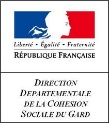 Liberté • Égalité • Fraternité
RÉPUBLIQUE FRANÇAISE
DIRECTION
DEPARTEMENTALE
DE LA COHESION
SOCIALE DU GARD